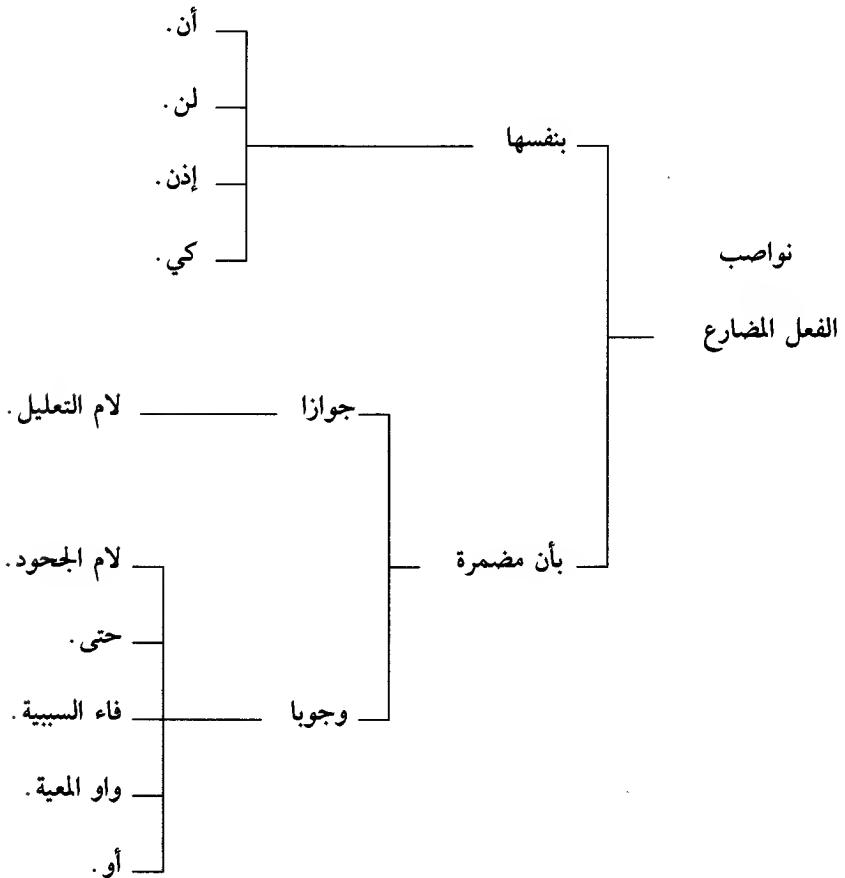 نواصب
الفعل المضارع
بنفسها
أن.
لن.
إذن.
كي.
بأن مضمرة
جوازا
لام التعليل.
وجوبا
لام الجحود.
حتى.
فاء السببية.
واو المعية.
أو.